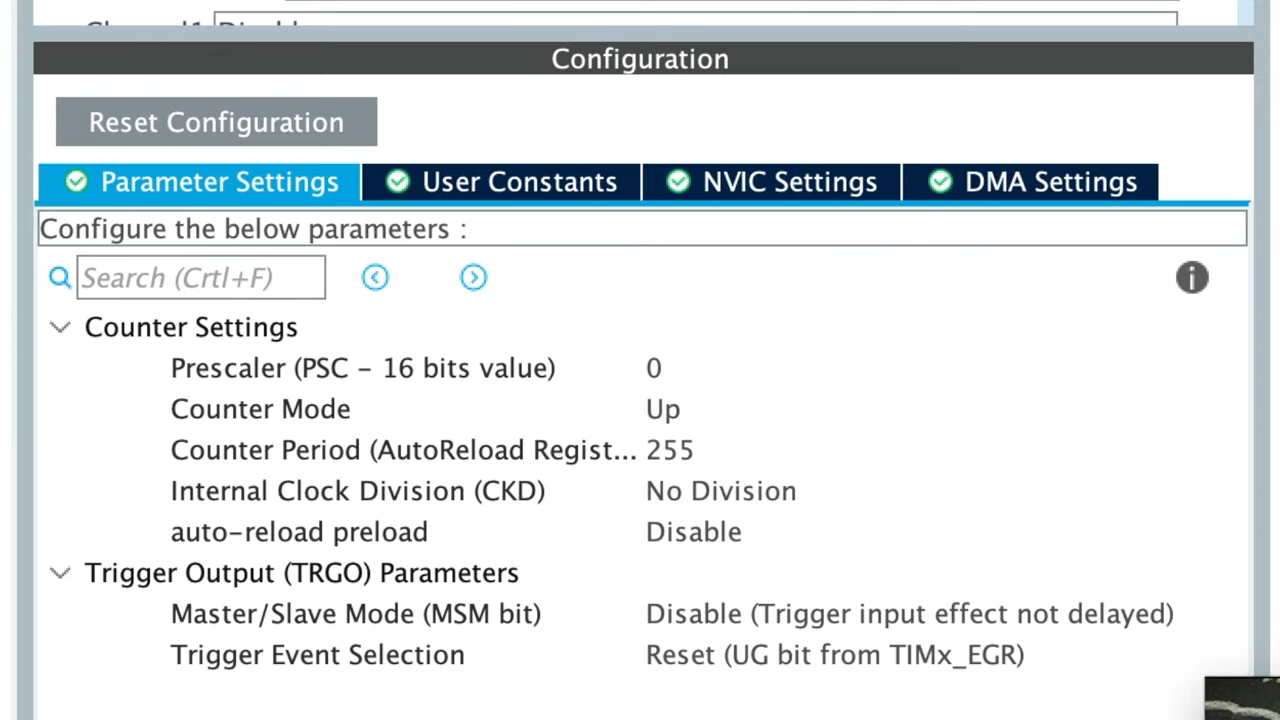 Configuration
Reset Configuration
Parameter Settings
User Constants
NVIC Settings
DMA Settings
Configure the below parameters :
Search (Crtl+F)
Counter Settings
Prescaler (PSC - 16 bits value) 0
Counter Mode Up
Counter Period (AutoReload Regist... 255
Internal Clock Division (CKD) No Division
auto-reload preload Disable
Trigger Output (TRGO) Parameters
Master/Slave Mode (MSM bit) Disable (Trigger input effect not delayed)
Trigger Event Selection Reset (UG bit from TIMx_EGR)